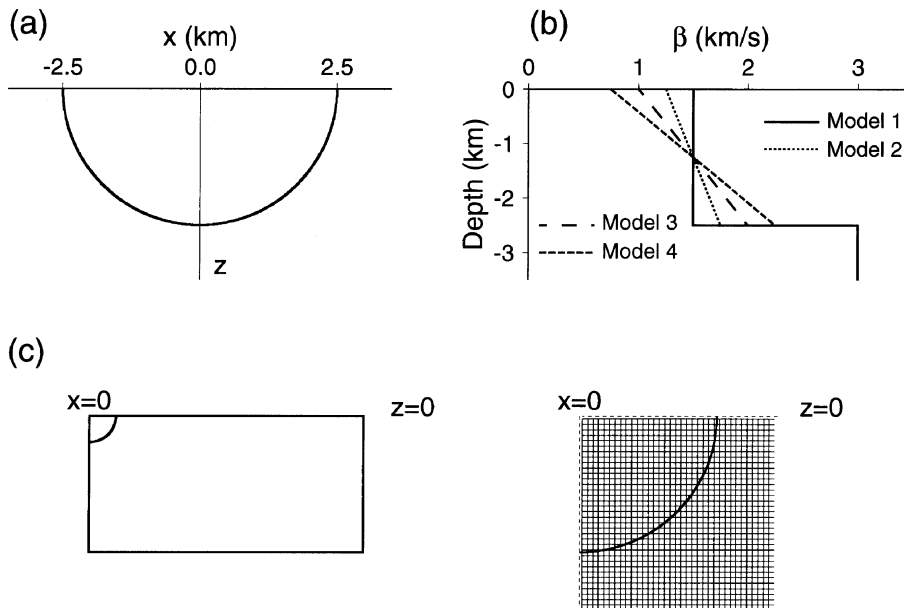 (a)
x (km)
-2.5 0.0 2.5
z
(b)
β (km/s)
0 1 2 3
0
-1
-2
-3
Depth (km)
Model 1
Model 2
Model 3
Model 4
(c)
x=0 z=0
x=0 z=0